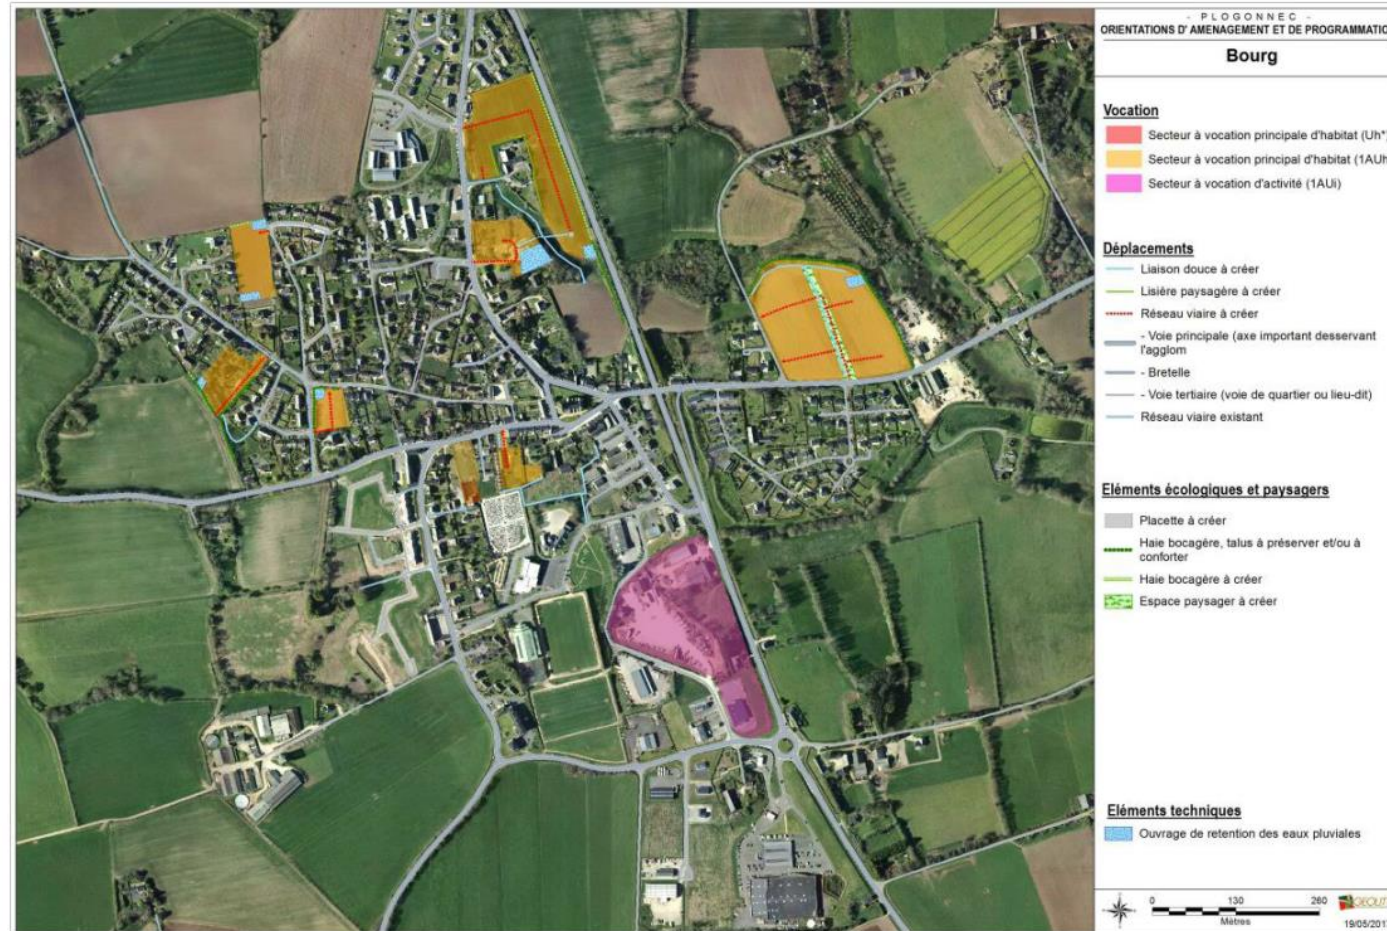 - PLOGONNEC -
ORIENTATIONS D'AMENAGEMENT ET DE PROGRAMMATIO
Bourg
Vocation
Secteur à vocation principale d'habitat (Uh*)
Secteur à vocation principal d'habitat (1AUh
Secteur à vocation d'activité (1AUi)
Déplacements
Liaison douce à créer
Lisière paysagère à créer
Réseau viaire à créer
- Voie principale (axe important desservant
l'agglom
- Bretelle
- Voie tertiaire (voie de quartier ou lieu-dit)
Réseau viaire existant
Eléments écologiques et paysagers
Placette à créer
Haie bocagère, talus à préserver et/ou à
conforter
Haie bocagère à créer
Espace paysager à créer
Eléments techniques
Ouvrage de retention des eaux pluviales
0 130 260
Mètres
GEOLIT
19/05/201